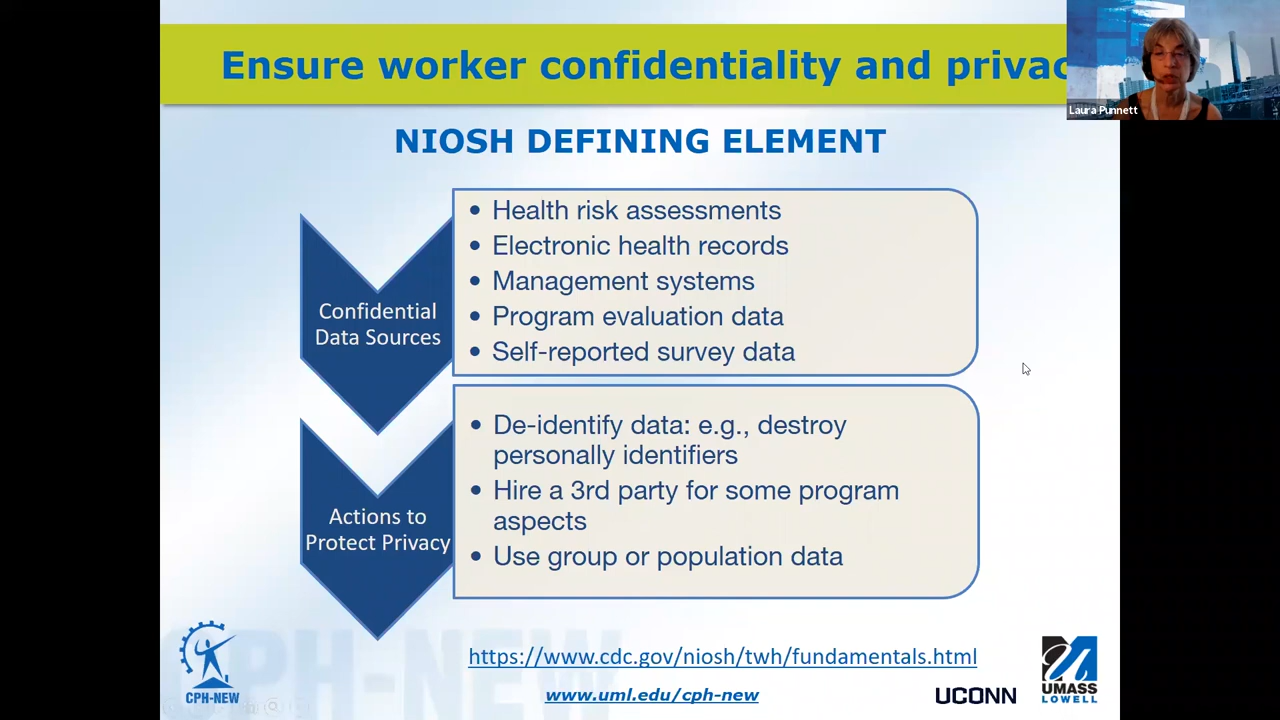 Ensure worker confidentiality and privac
Laura Punnett
NIOSH DEFINING ELEMENT
Confidential
Data Sources
• Health risk assessments
• Electronic health records
• Management systems
• Program evaluation data
• Self-reported survey data
Actions to
Protect Privacy
• De-identify data: e.g., destroy
personally identifiers
• Hire a 3rd party for some program
aspects
• Use group or population data
CPH-NEW
CPH-NEW
https://www.cdc.gov/niosh/twh/fundamentals.html
www.uml.edu/cph-new
UCONN
UMASS
LOWELL